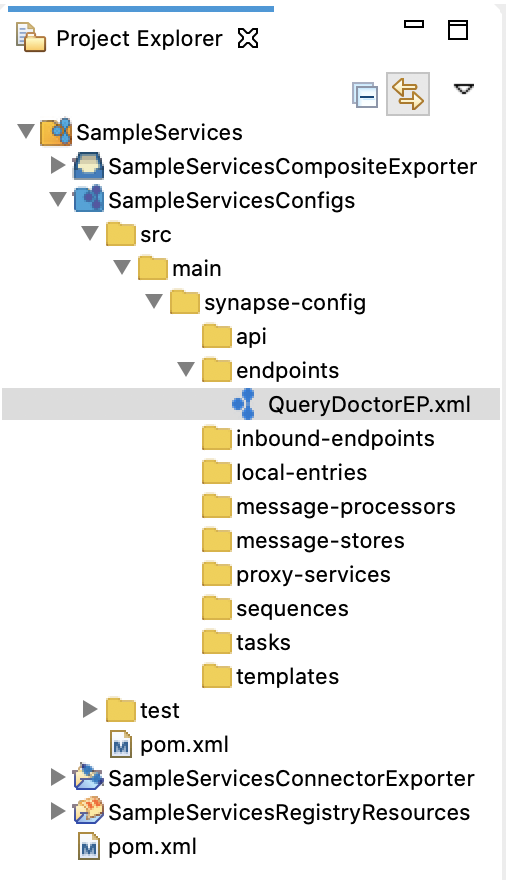 Project Explorer
SampleServices
SampleServicesCompositeExporter
SampleServicesConfigs
src
main
synapse-config
api
endpoints
QueryDoctorEP.xml
inbound-endpoints
local-entries
message-processors
message-stores
proxy-services
sequences
tasks
templates
test
pom.xml
SampleServicesConnectorExporter
SampleServicesRegistryResources
pom.xml